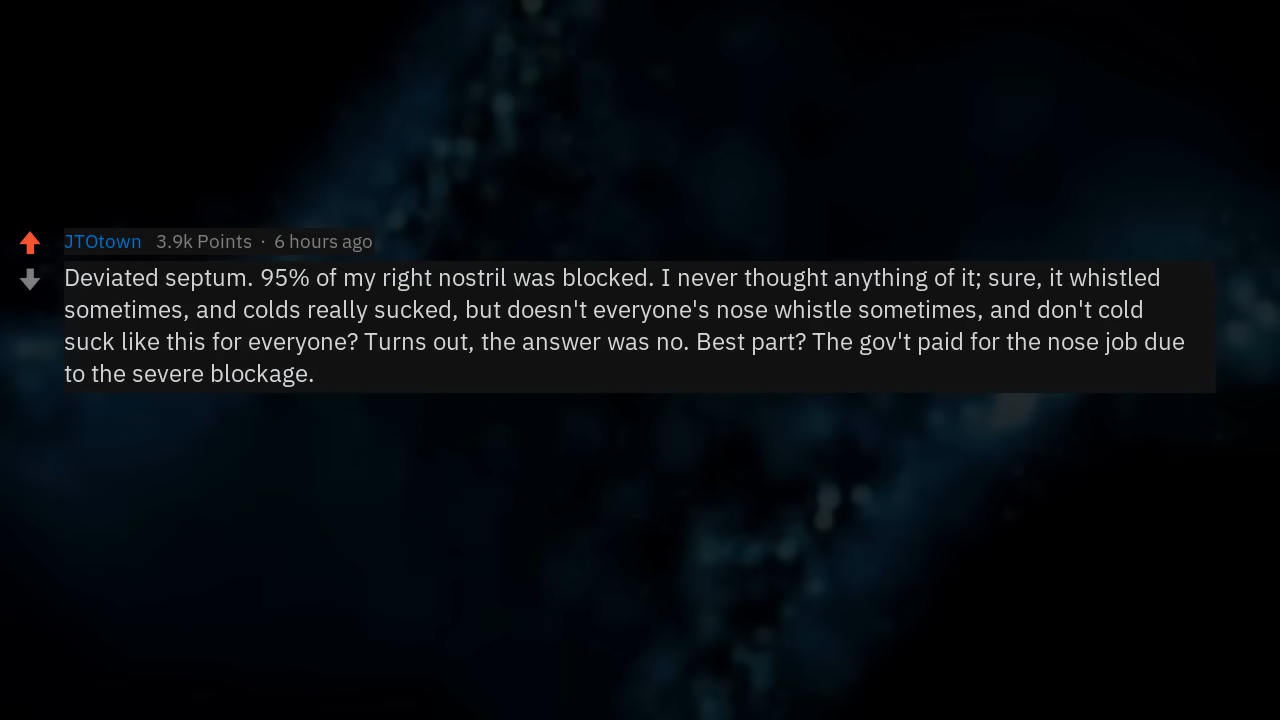 JTOtown 3.9k Points · 6 hours ago
Deviated septum. 95% of my right nostril was blocked. I never thought anything of it; sure, it whistled
sometimes, and colds really sucked, but doesn't everyone's nose whistle sometimes, and don't cold
suck like this for everyone? Turns out, the answer was no. Best part? The gov't paid for the nose job due
to the severe blockage.